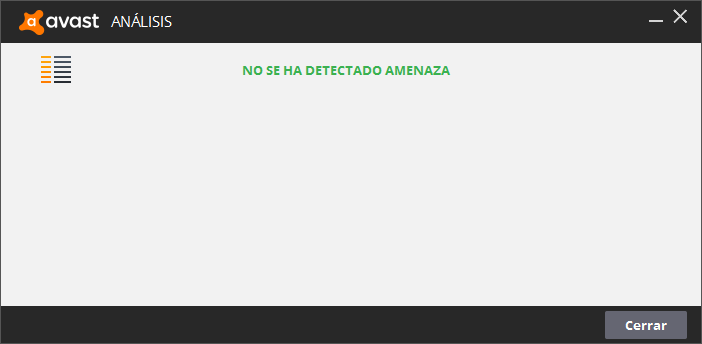 avast ANÁLISIS
NO SE HA DETECTADO AMENAZA
Cerrar